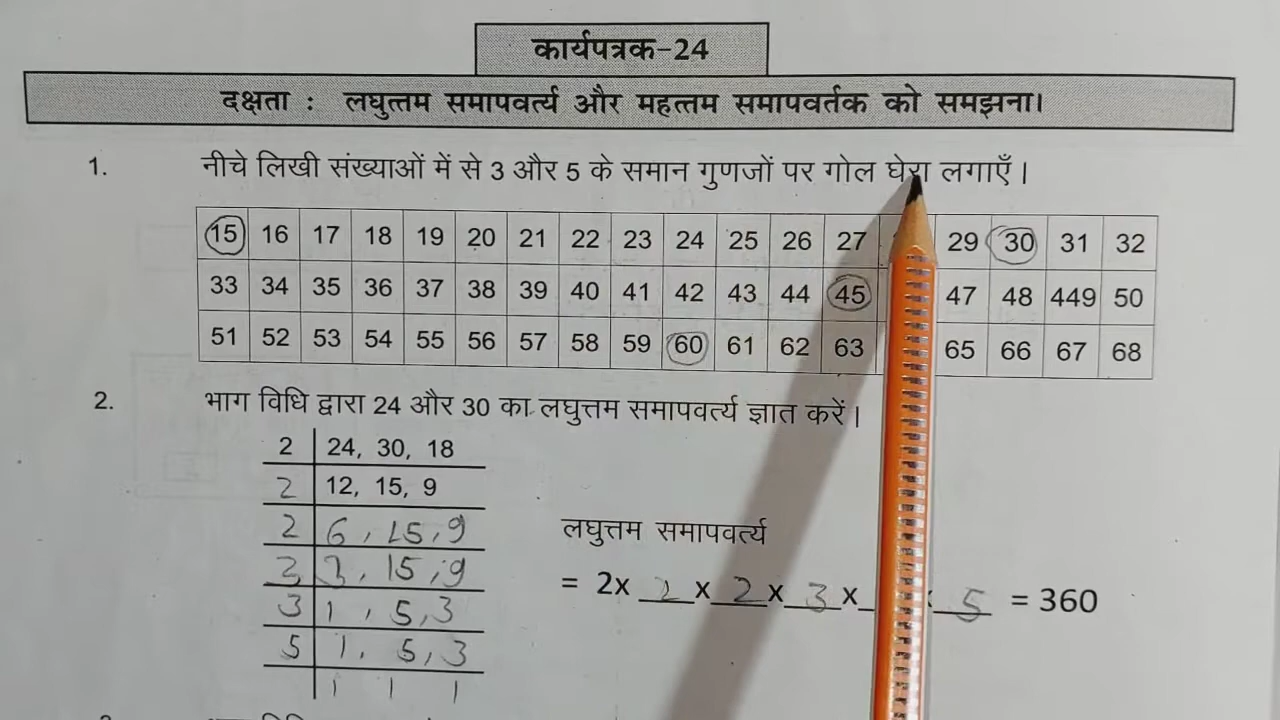 कार्यपत्रक-24
दक्षता : लघुत्तम समापवर्त्य और महत्तम समापवर्तक को समझना।
1. नीचे लिखी संख्याओं में से 3 और 5 के समान गुणजों पर गोल घेरा लगाएँ।
15 16 17 18 19 20 21 22 23 24 25 26 27 29 30 31 32
33 34 35 36 37 38 39 40 41 42 43 44 45 47 48 449 50
51 52 53 54 55 56 57 58 59 60 61 62 63 65 66 67 68
2. भाग विधि द्वारा 24 और 30 का लघुत्तम समापवर्त्य ज्ञात करें।
2 24, 30, 18
2 12, 15, 9
2 6, 15, 9
3 3, 15, 9
3 1, 5, 3
5 1, 5, 3
1 1 1
लघुत्तम समापवर्त्य
= 2x 2 x 2 x 3 x 5 = 360